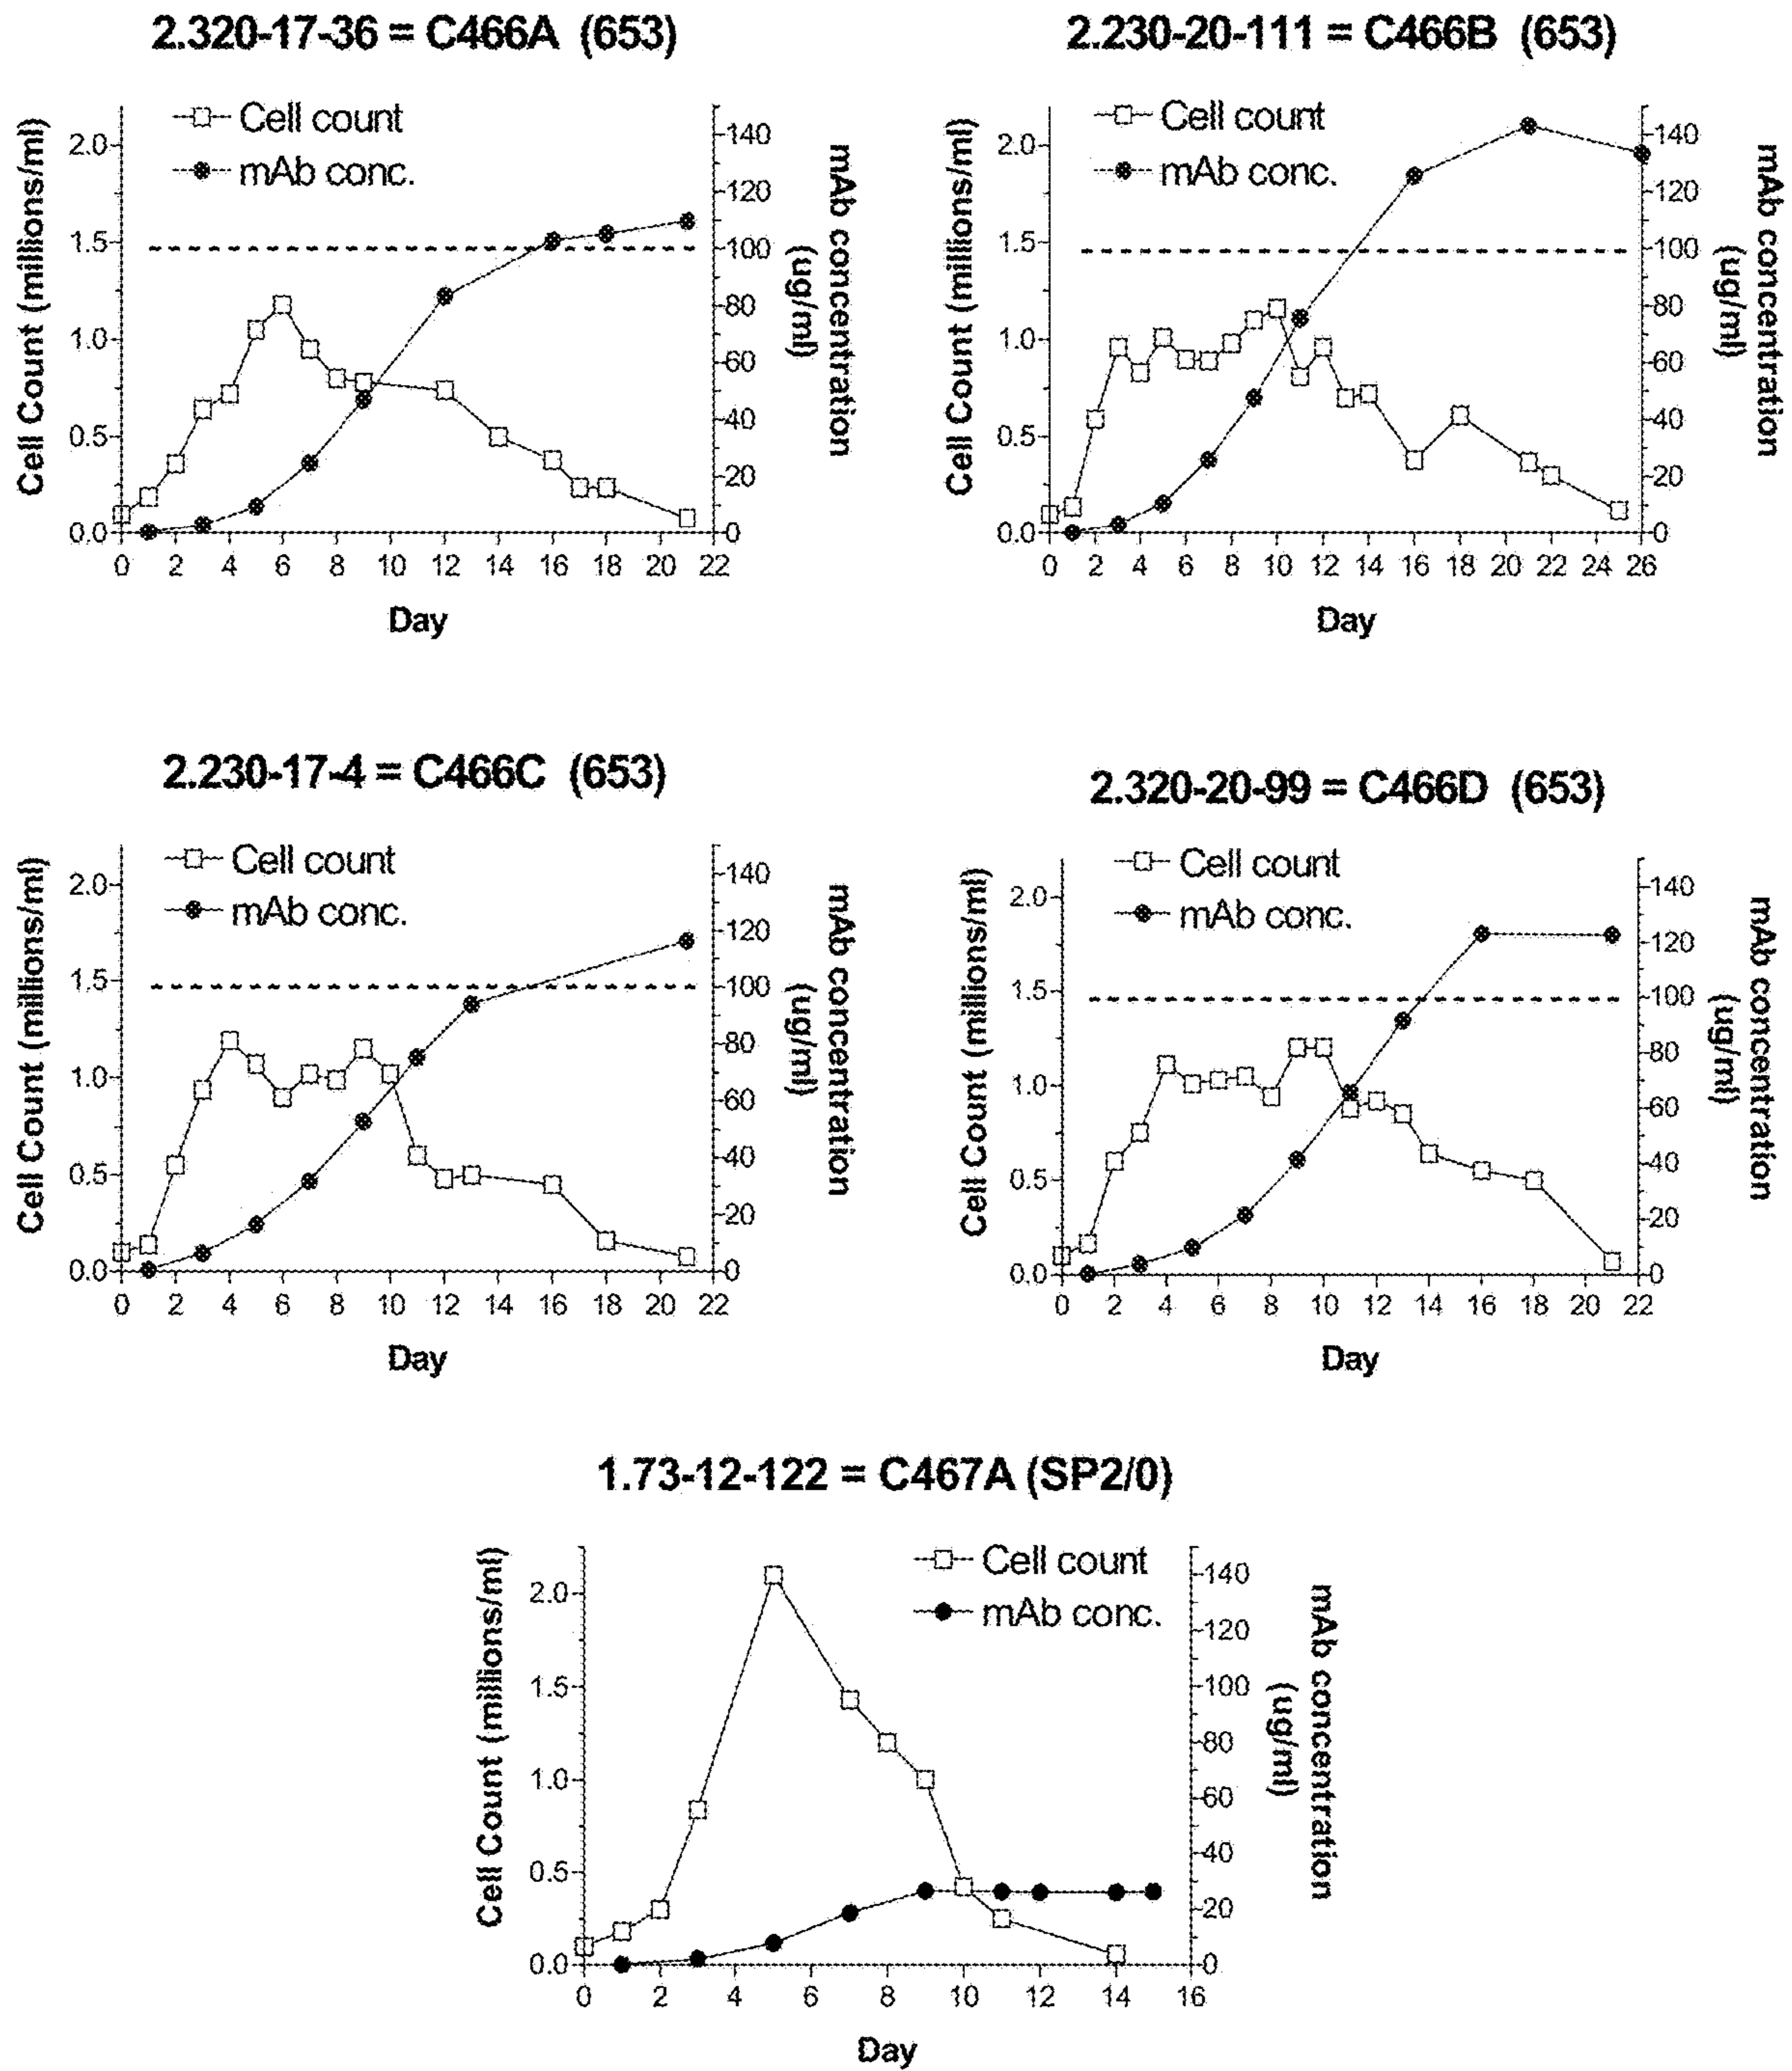 2.320-17-36 = C466A (653)
Cell count
mAb conc.
Cell Count (millions/ml)
2.0
1.5
1.0
0.5
0.0
140
120
100
80
60
40
20
0
mAb concentration
(ug/ml)
0 2 4 6 8 10 12 14 16 18 20 22
Day
2.230-20-111 = C466B (653)
Cell count
mAb conc.
Cell Count (millions/ml)
2.0
1.5
1.0
0.5
0.0
140
120
100
80
60
40
20
0
mAb concentration
(ug/ml)
0 2 4 6 8 10 12 14 16 18 20 22 24 26
Day
2.230-17-4 = C466C (653)
Cell count
mAb conc.
Cell Count (millions/ml)
2.0
1.5
1.0
0.5
0.0
140
120
100
80
60
40
20
0
mAb concentration
(ug/ml)
0 2 4 6 8 10 12 14 16 18 20 22
Day
2.320-20-99 = C466D (653)
Cell count
mAb conc.
Cell Count (millions/ml)
2.0
1.5
1.0
0.5
0.0
140
120
100
80
60
40
20
0
mAb concentration
(ug/ml)
0 2 4 6 8 10 12 14 16 18 20 22
Day
1.73-12-122 = C467A (SP2/0)
Cell count
mAb conc.
Cell Count (millions/ml)
2.0
1.5
1.0
0.5
0.0
140
120
100
80
60
40
20
0
mAb concentration
(ug/ml)
0 2 4 6 8 10 12 14 16
Day